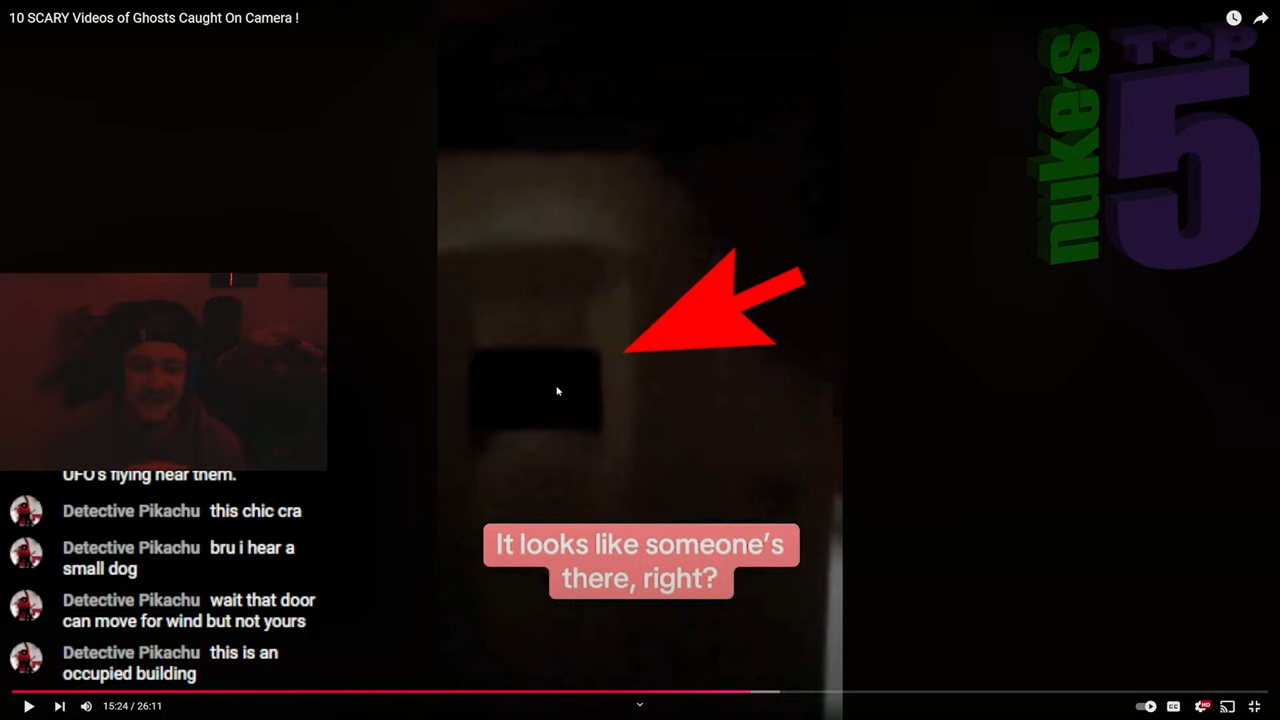 10 SCARY Videos of Ghosts Caught On Camera !
nuke's
Top
5
UFO's flying near them.
Detective Pikachu this chic cra
Detective Pikachu bru i hear a
small dog
Detective Pikachu wait that door
can move for wind but not yours
Detective Pikachu this is an
occupied building
It looks like someone's
there, right?
15:24 / 26:11
CC
HD